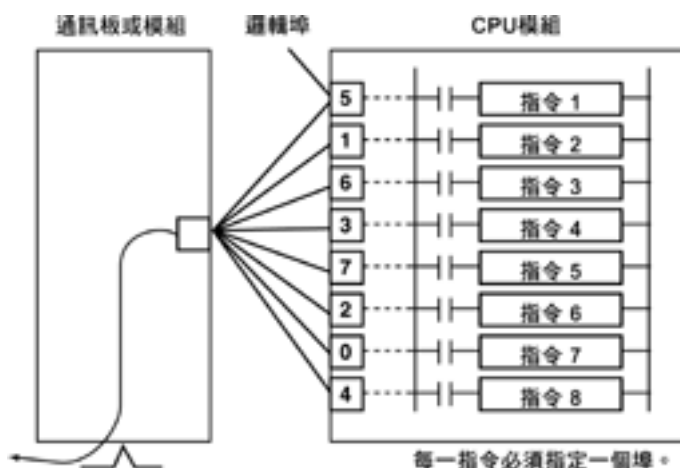 通訊板或模組
邏輯埠
CPU模組
5 指令 1
1 指令 2
6 指令 3
3 指令 4
7 指令 5
2 指令 6
0 指令 7
4 指令 8
每一指令必須指定一個埠。